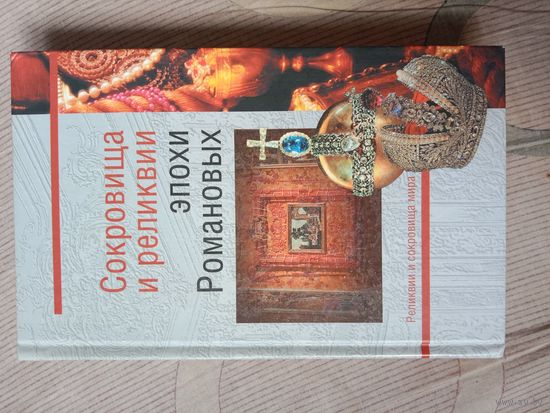 Сокровища
и реликвии
эпохи
Романовых
Реликвии и сокровища мира